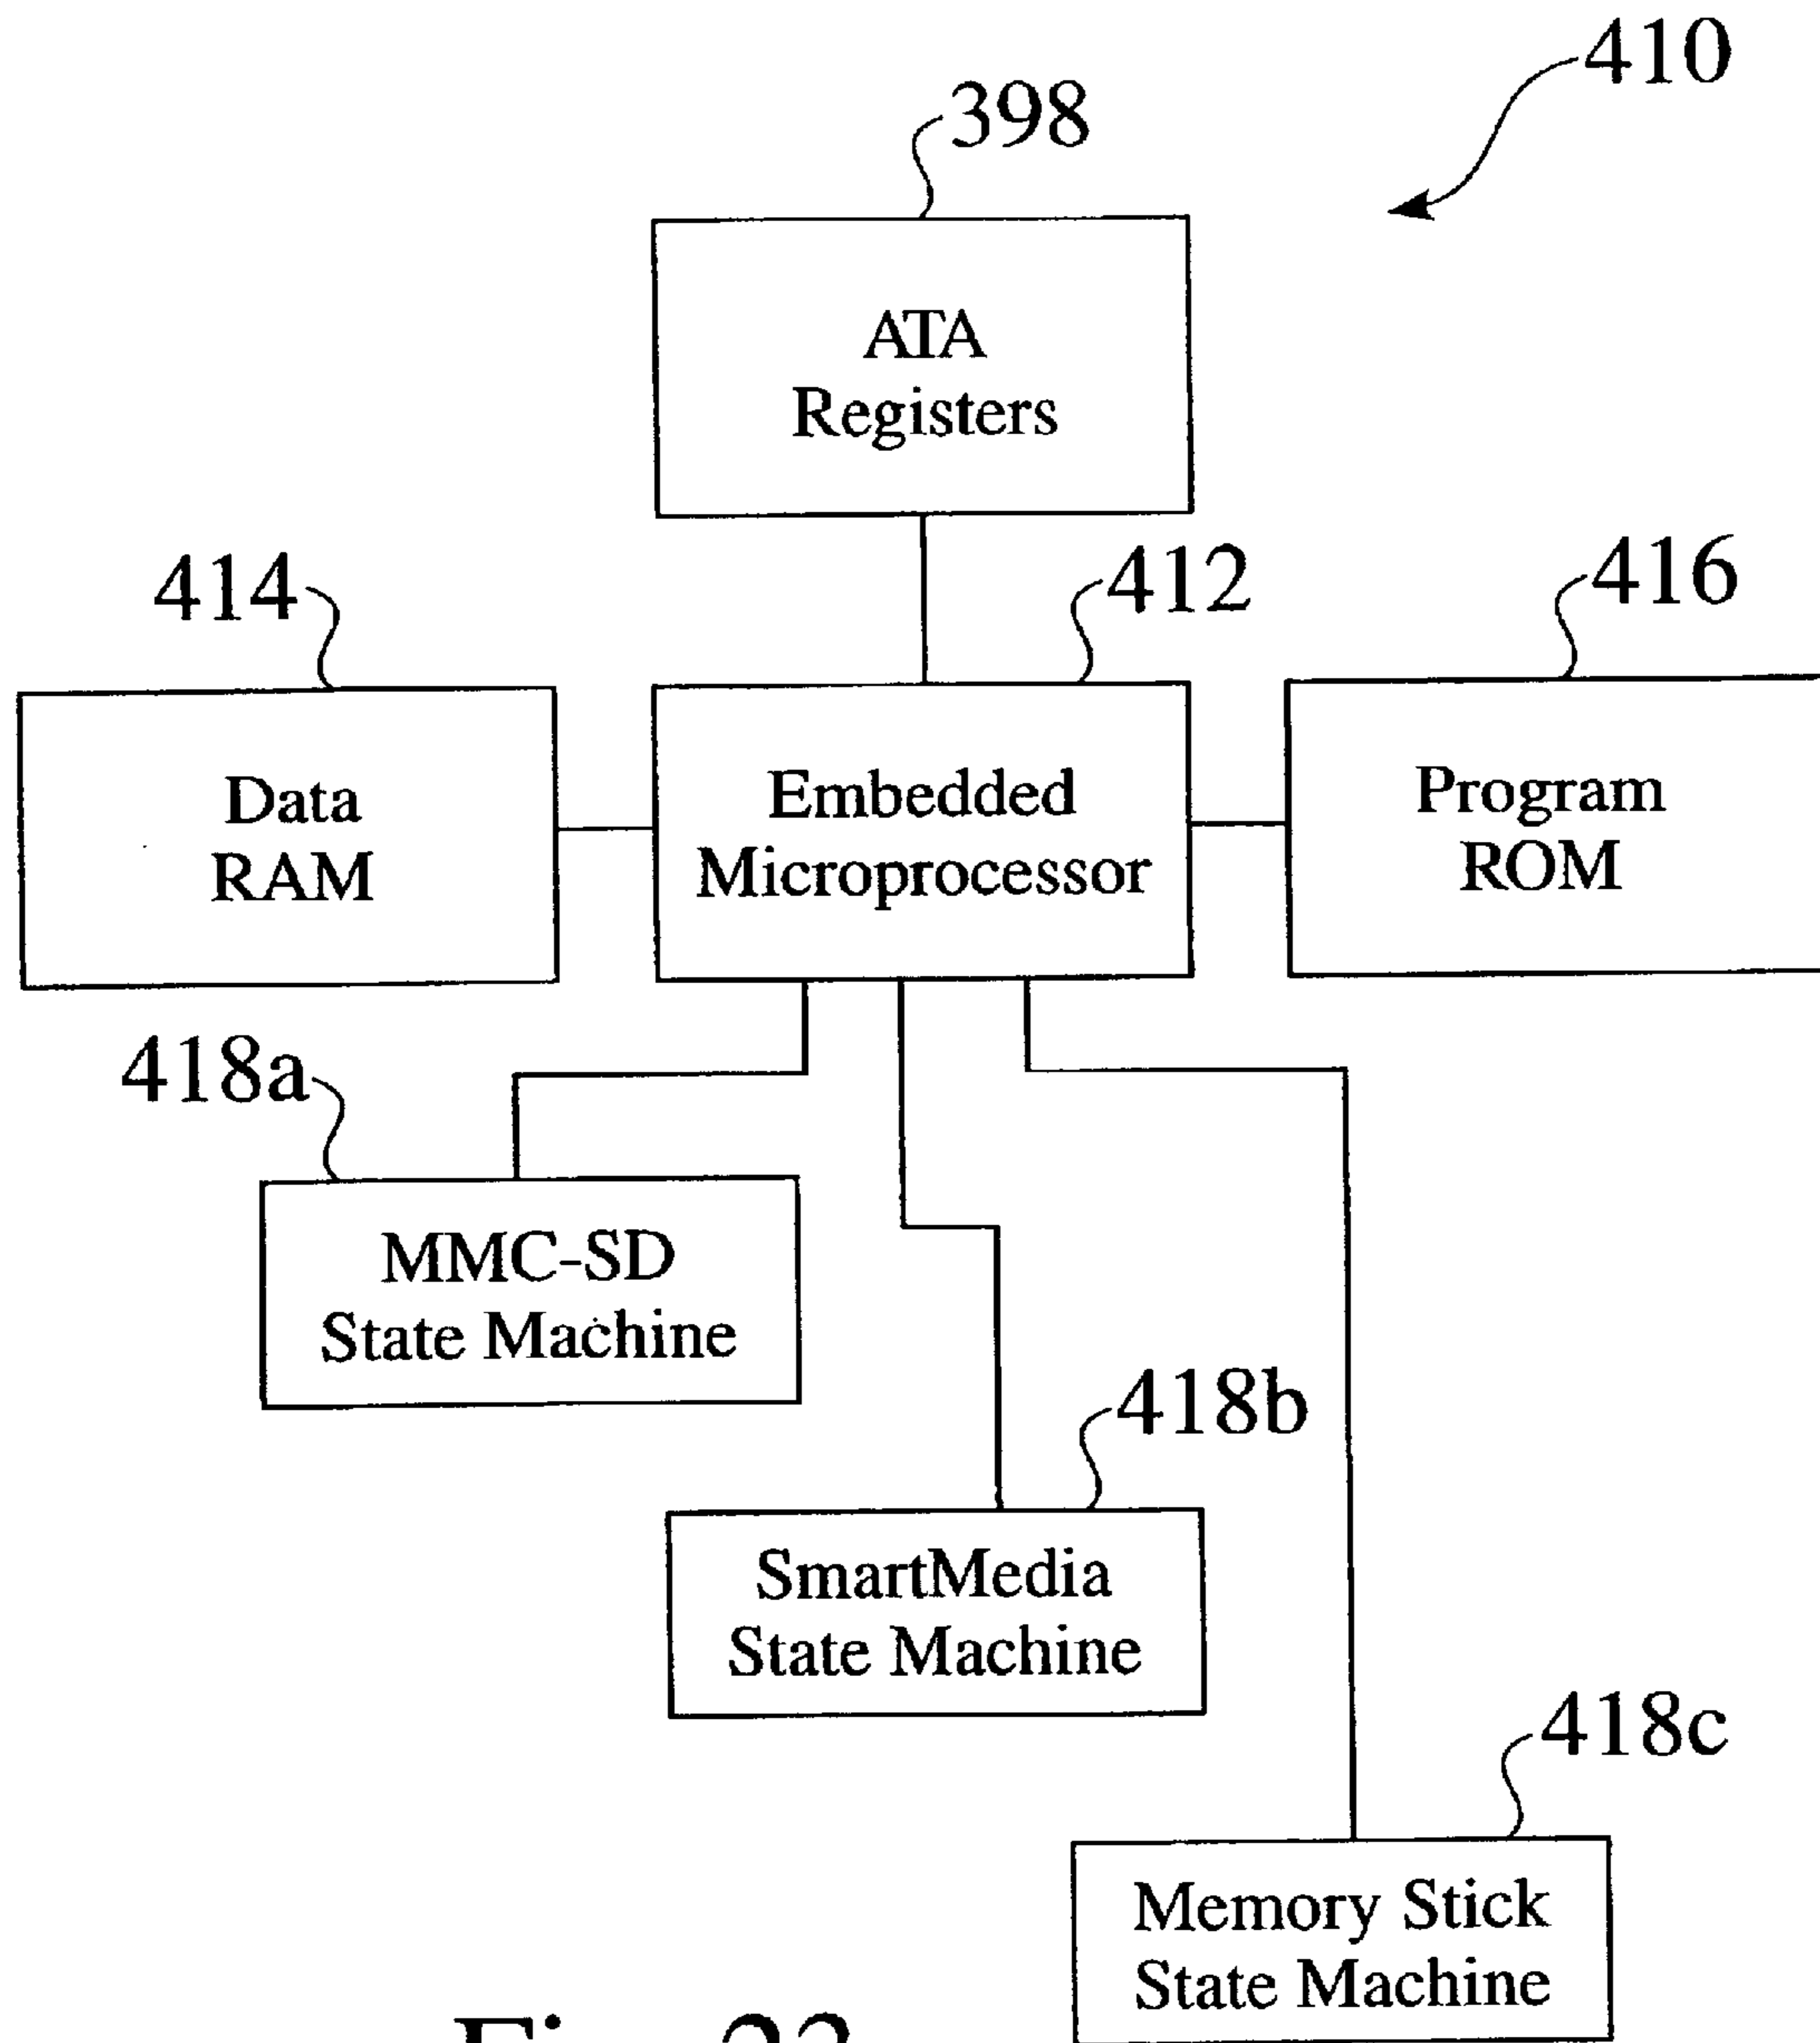 410
398
ATA
Registers
414
412
416
Data
RAM
Embedded
Microprocessor
Program
ROM
418a
MMC-SD
State Machine
418b
SmartMedia
State Machine
418c
Memory Stick
State Machine